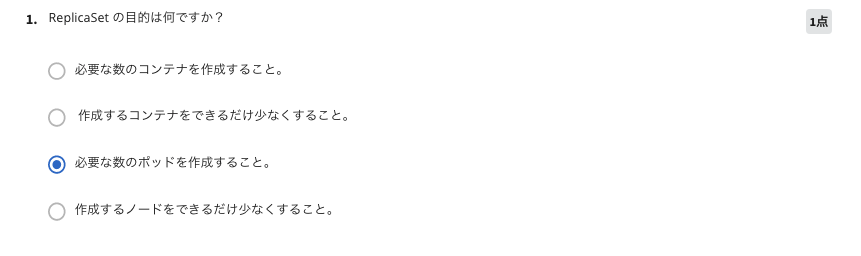 1. ReplicaSet の目的は何ですか？ 1点
必要な数のコンテナを作成すること。
作成するコンテナをできるだけ少なくすること。
必要な数のポッドを作成すること。
作成するノードをできるだけ少なくすること。